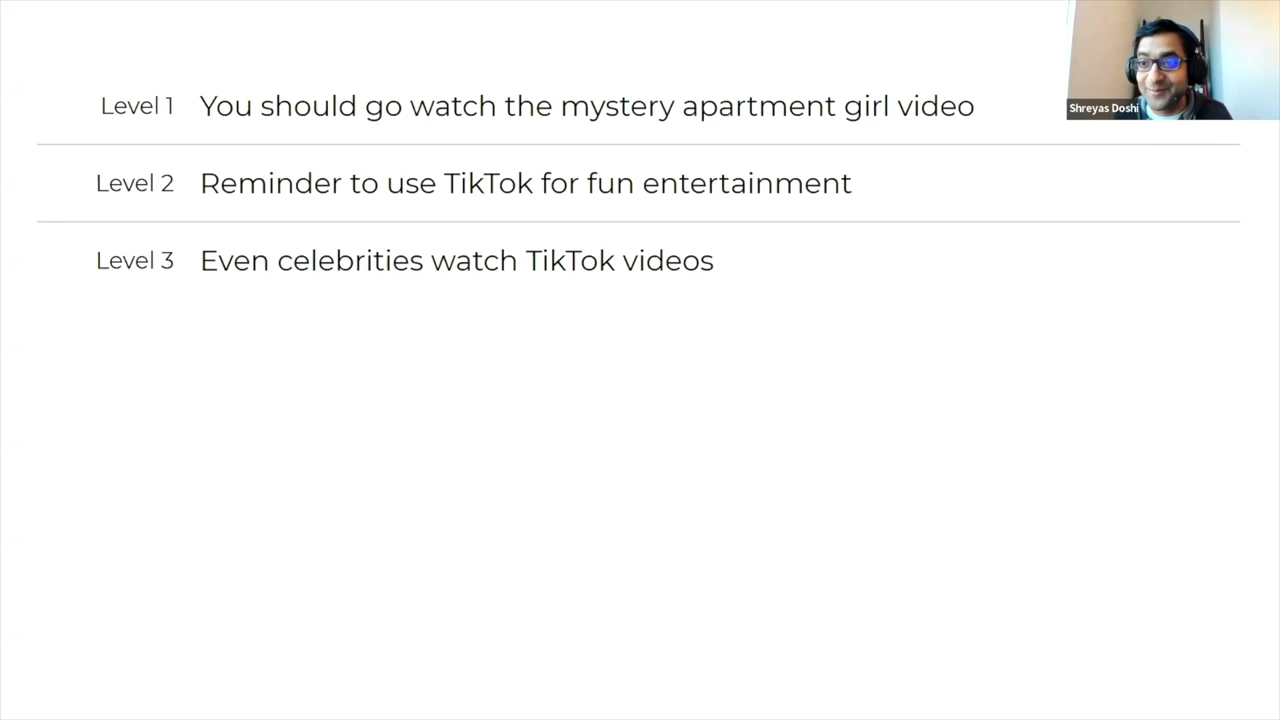 Level 1 You should go watch the mystery apartment girl video
Shreyas Doshi
Level 2 Reminder to use TikTok for fun entertainment
Level 3 Even celebrities watch TikTok videos